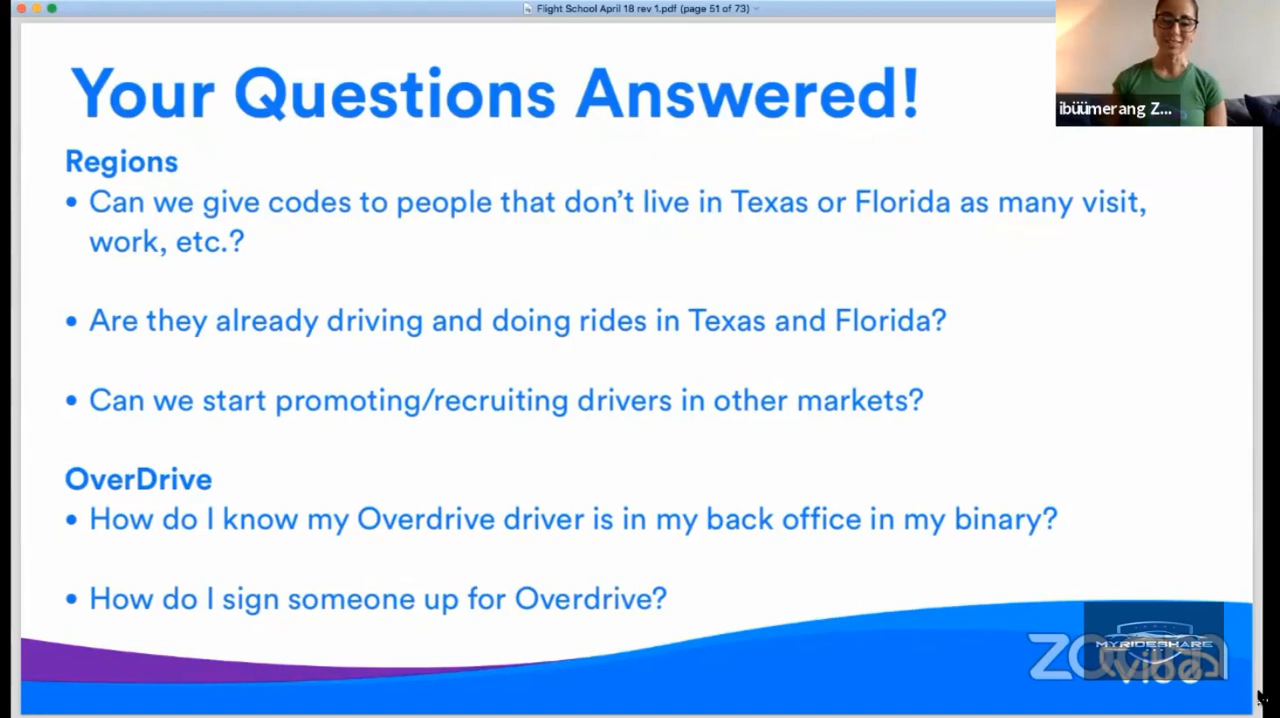 Flight School April 18 rev 1.pdf (page 51 of 73)
Your Questions Answered!
ibüümerang Z...
Regions
• Can we give codes to people that don't live in Texas or Florida as many visit,
work, etc.?
• Are they already driving and doing rides in Texas and Florida?
• Can we start promoting/recruiting drivers in other markets?
OverDrive
• How do I know my Overdrive driver is in my back office in my binary?
• How do I sign someone up for Overdrive?
zoom
MYRIDESHARE
vibe